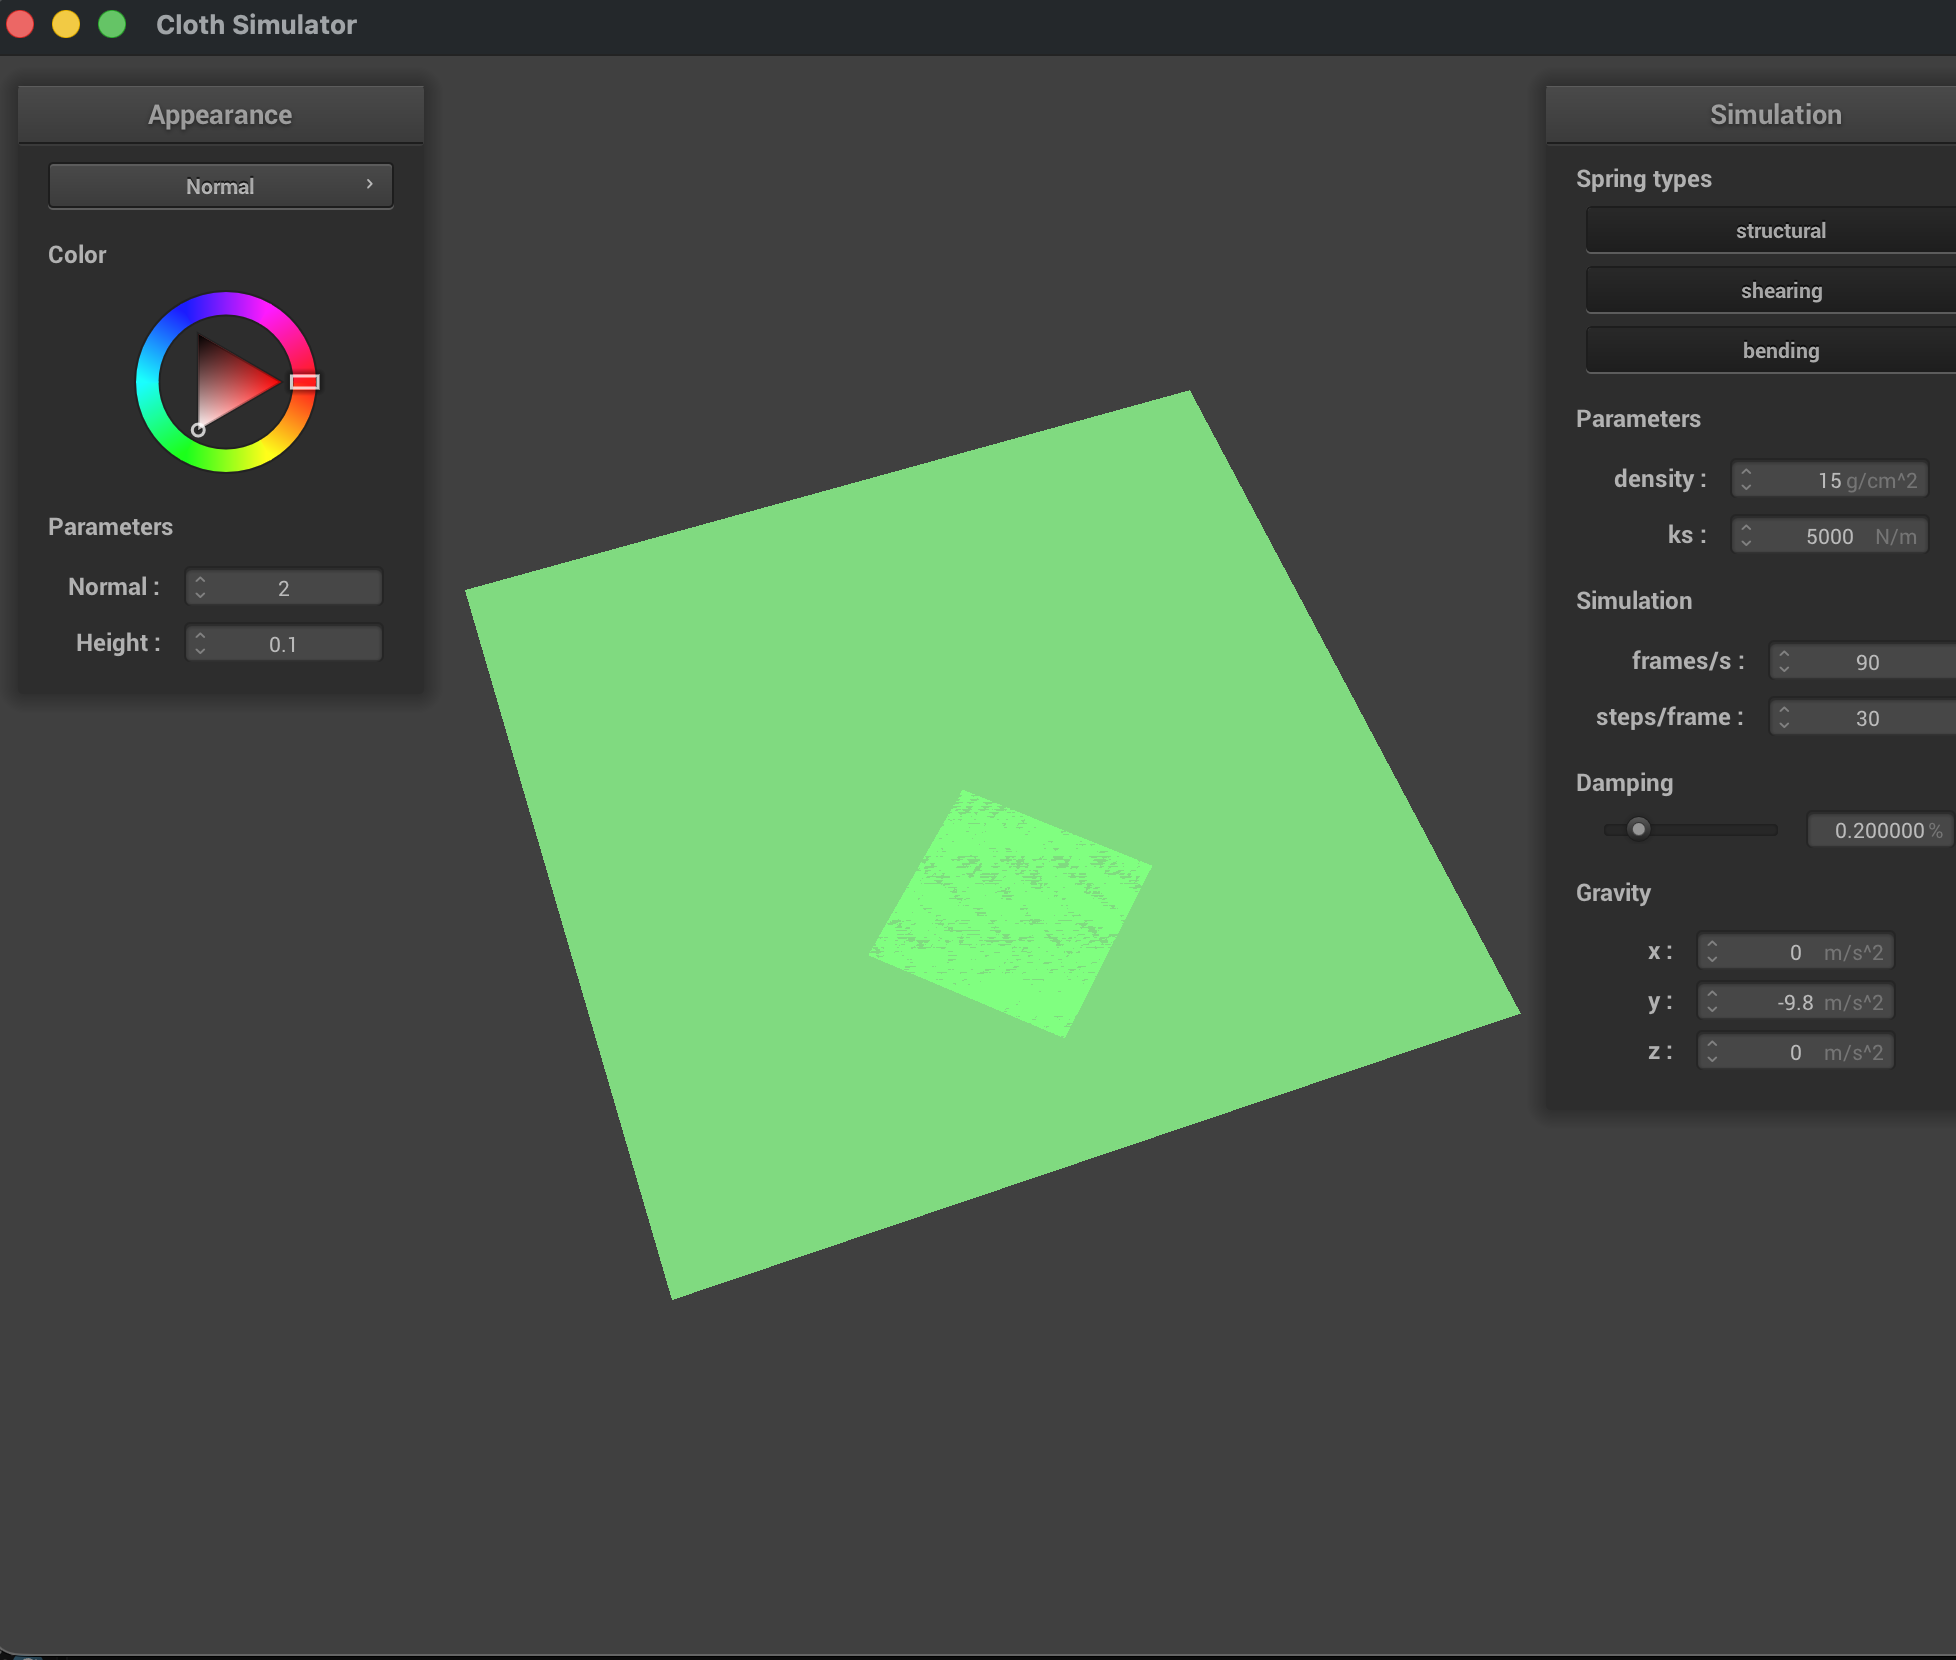 Cloth Simulator
Appearance
Normal
Color
Parameters
Normal : 2
Height : 0.1
Simulation
Spring types
structural
shearing
bending
Parameters
density : 15 g/cm^2
ks : 5000 N/m
Simulation
frames/s : 90
steps/frame : 30
Damping
0.200000 %
Gravity
x : 0 m/s^2
y : -9.8 m/s^2
z : 0 m/s^2